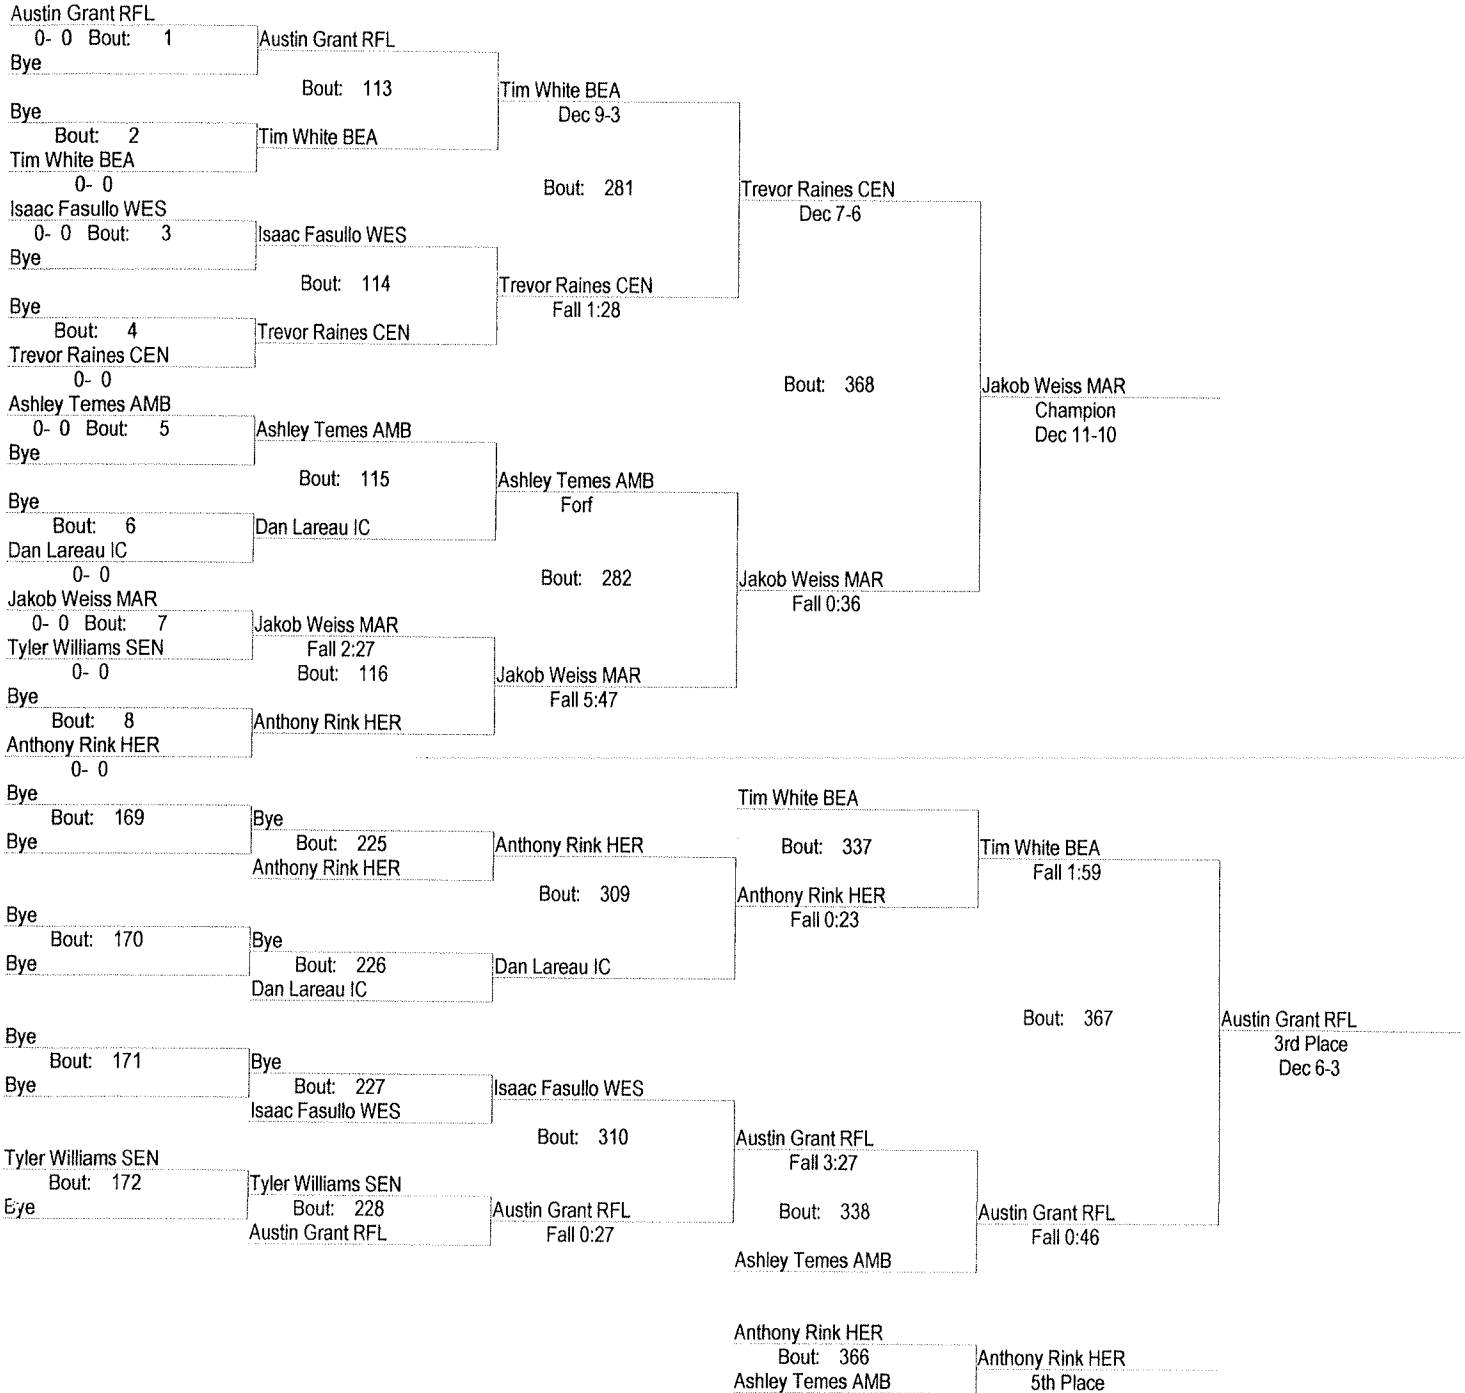 Austin Grant RFL
0- 0 Bout: 1
Bye
Austin Grant RFL
Bout: 113
Bye
Bout: 2
Tim White BEA
0- 0
Tim White BEA
Tim White BEA
Dec 9-3
Bout: 281
Isaac Fasullo WES
0- 0 Bout: 3
Bye
Isaac Fasullo WES
Bout: 114
Bye
Bout: 4
Trevor Raines CEN
0- 0
Trevor Raines CEN
Trevor Raines CEN
Fall 1:28
Trevor Raines CEN
Dec 7-6
Bout: 368
Ashley Temes AMB
0- 0 Bout: 5
Bye
Ashley Temes AMB
Bout: 115
Bye
Bout: 6
Dan Lareau IC
0- 0
Dan Lareau IC
Ashley Temes AMB
Forf
Bout: 282
Jakob Weiss MAR
0- 0 Bout: 7
Tyler Williams SEN
0- 0
Jakob Weiss MAR
Fall 2:27
Bout: 116
Bye
Bout: 8
Anthony Rink HER
0- 0
Anthony Rink HER
Jakob Weiss MAR
Fall 5:47
Jakob Weiss MAR
Fall 0:36
Jakob Weiss MAR
Champion
Dec 11-10
Bye
Bout: 169
Bye
Bye
Bout: 225
Anthony Rink HER
Anthony Rink HER
Bout: 309
Bye
Bout: 170
Bye
Bye
Bout: 226
Dan Lareau IC
Dan Lareau IC
Tim White BEA
Bout: 337
Anthony Rink HER
Fall 0:23
Tim White BEA
Fall 1:59
Bout: 367
Bye
Bout: 171
Bye
Bye
Bout: 227
Isaac Fasullo WES
Isaac Fasullo WES
Bout: 310
Tyler Williams SEN
Bout: 172
Bye
Tyler Williams SEN
Bout: 228
Austin Grant RFL
Austin Grant RFL
Fall 0:27
Austin Grant RFL
Fall 3:27
Bout: 338
Ashley Temes AMB
Austin Grant RFL
Fall 0:46
Austin Grant RFL
3rd Place
Dec 6-3
Anthony Rink HER
Bout: 366
Ashley Temes AMB
Anthony Rink HER
5th Place